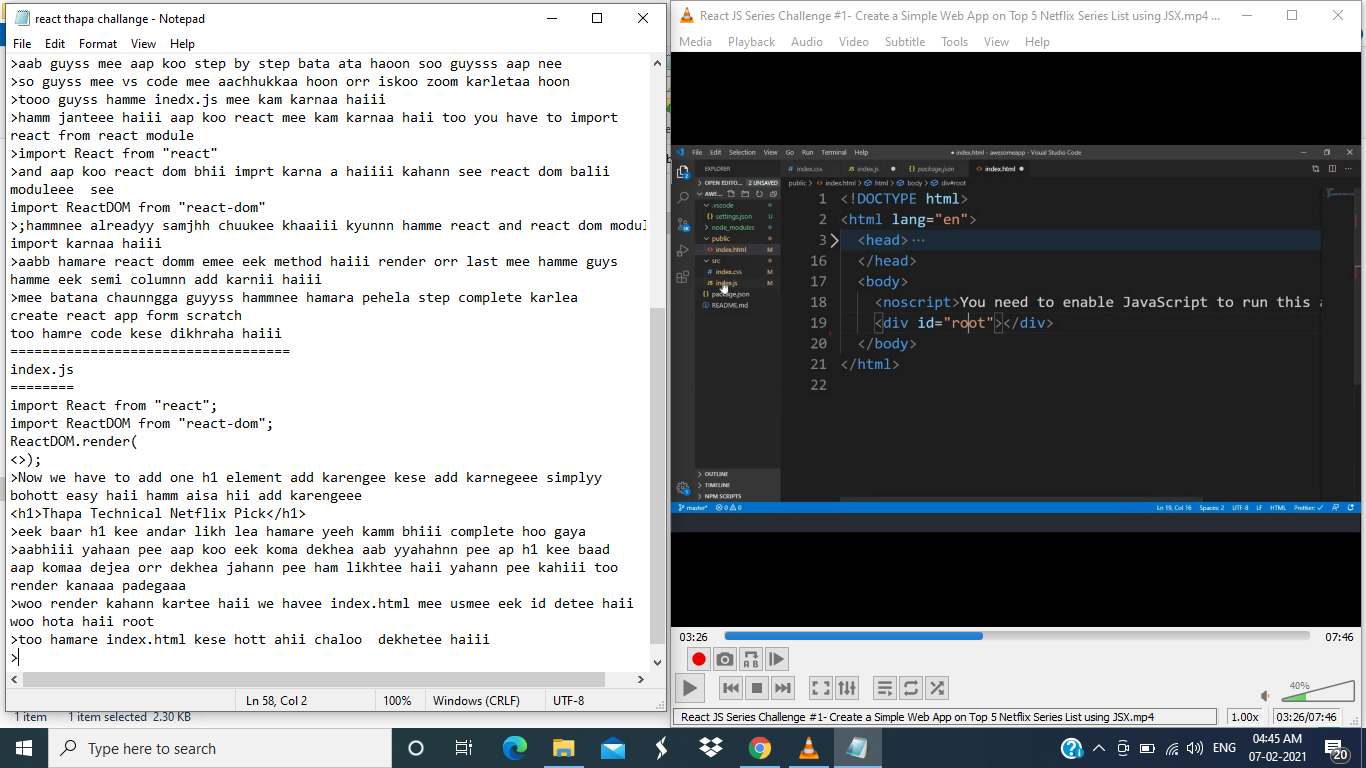 react thapa challange - Notepad
File Edit Format View Help
>aab guyss mee aap koo step by step bata ata haoon soo guysss aap nee
>so guyss mee vs code mee aachhukkaa hoon orr iskoo zoom karletaa hoon
>tooo guyss hamme inedx.js mee kam karnaa haiii
>hamm janteee haiii aap koo react mee kam karnaa haii too you have to import
react from react module
>import React from "react"
>and aap koo react dom bhii imprt karna a haiiii kahann see react dom balii
moduleee  see
import ReactDOM from "react-dom"
>;hammnee alreadyy samjhh chuukee khaaiii kyunnn hamme react and react dom modul
import karnaa haiii
>aabb hamare react domm emee eek method haiii render orr last mee hamme guys
hamme eek semi columnn add karnii haiii
>mee batana chaunngga guyyss hammnee hamara pehela step complete karlea
create react app form scratch
too hamre code kese dikhraha haiii
===================================
index.js
========
import React from "react";
import ReactDOM from "react-dom";
ReactDOM.render(
<>);
>Now we have to add one h1 element add karengee kese add karnegeee simplyy
bohott easy haii hamm aisa hii add karengeee
<h1>Thapa Technical Netflix Pick</h1>
>eek baar h1 kee andar likh lea hamare yeeh kamm bhiii complete hoo gaya
>aabhiii yahaan pee aap koo eek koma dekhea aab yyahahnn pee ap h1 kee baad
aap komaa dejea orr dekhea jahann pee ham likhtee haii yahann pee kahiii too
render kanaaa padegaaa
>woo render kahann kartee haii we havee index.html mee usmee eek id detee haii
woo hota haii root
>too hamare index.html kese hott ahii chaloo  dekhetee haiii
>
Ln 58, Col 2 100% Windows (CRLF) UTF-8
1 item 1 item selected 2.30 KB
React JS Series Challenge #1- Create a Simple Web App on Top 5 Netflix Series List using JSX.mp4 ...
Media Playback Audio Video Subtitle Tools View Help
File Edit Selection View Go Run Terminal Help
● index.html - awesomeapp - Visual Studio Code
EXPLORER
# index.css JS index.js ● package.json <> index.html ●
OPEN EDITO... 2 UNSAVED
public > <> index.html > html > body > div#root
AWE...
.vscode
{} settings.json U
node_modules
public
<> index.html M
src
# index.css M
JS index.js M
{} package.json
README.md
OUTLINE
TIMELINE
NPM SCRIPTS
1 <!DOCTYPE html>
2 <html lang="en">
3 <head> ...
16 </head>
17 <body>
18 <noscript>You need to enable JavaScript to run this a
19 <div id="root"></div>
20 </body>
21 </html>
22
master* 0 0 Ln 19, Col 16 Spaces: 2 UTF-8 LF HTML Prettier: ✓
03:26 07:46
A B
40%
React JS Series Challenge #1- Create a Simple Web App on Top 5 Netflix Series List using JSX.mp4 1.00x 03:26/07:46
Type here to search
ENG
04:45 AM
07-02-2021
20